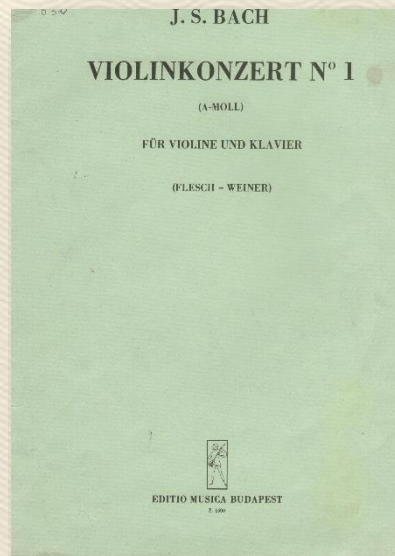 J. S. BACH
VIOLINKONZERT Nº 1
(A-MOLL)
FÜR VIOLINE UND KLAVIER
(FLESCH – WEINER)
EDITIO MUSICA BUDAPEST